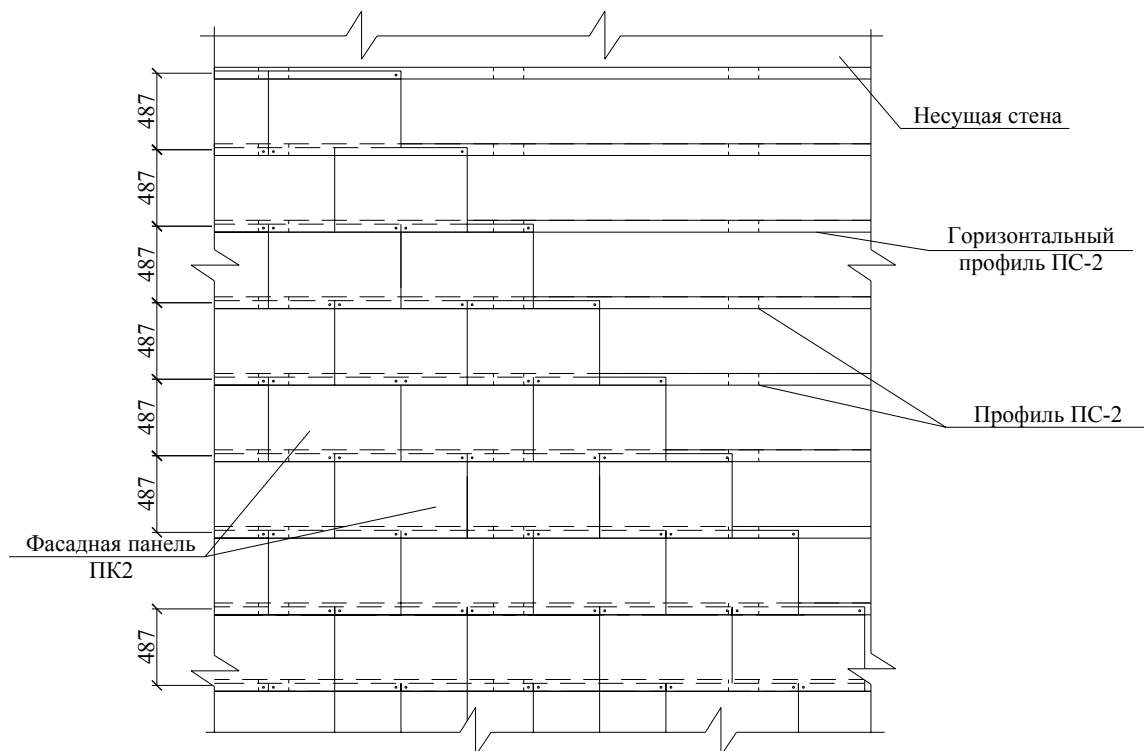 487
Несущая стена
487
487
Горизонтальный
профиль ПС-2
487
487
Профиль ПС-2
487
Фасадная панель
ПК2
487